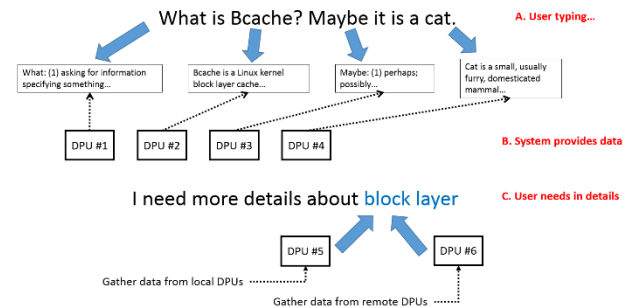 What is Bcache? Maybe it is a cat.
A. User typing...
What: (1) asking for information
specifying something...
Bcache is a Linux kernel
block layer cache...
Maybe: (1) perhaps;
possibly...
Cat is a small, usually
furry, domesticated
mammal...
DPU #1
DPU #2
DPU #3
DPU #4
B. System provides data
I need more details about block layer
C. User needs in details
DPU #5
DPU #6
Gather data from local DPUs
Gather data from remote DPUs